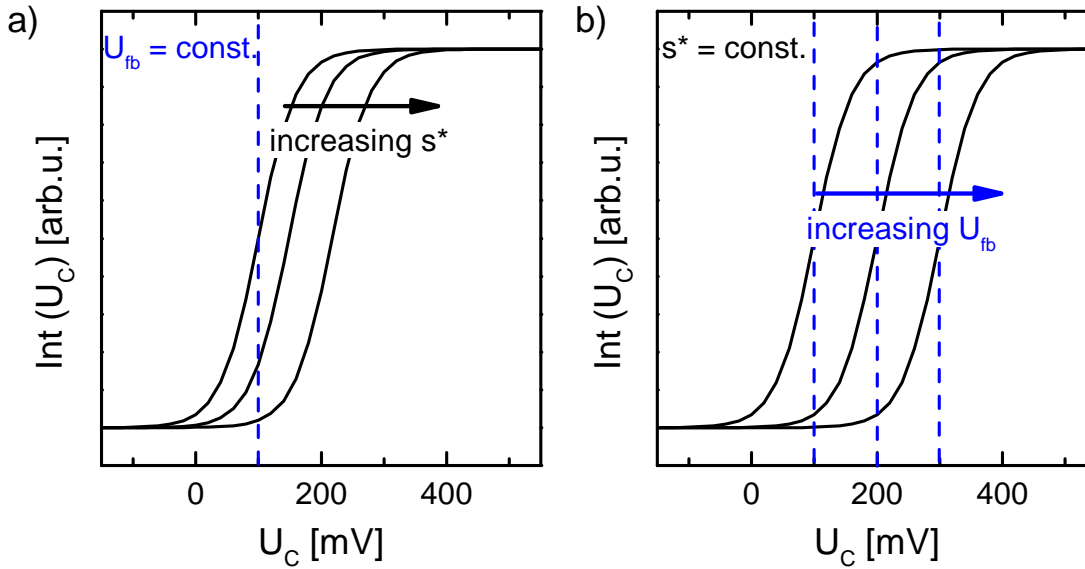 a)
U_fb = const.
increasing s*
Int (U_C) [arb.u.]
0
200
400
U_C [mV]
b)
s* = const.
increasing U_fb
Int (U_C) [arb.u.]
0
200
400
U_C [mV]